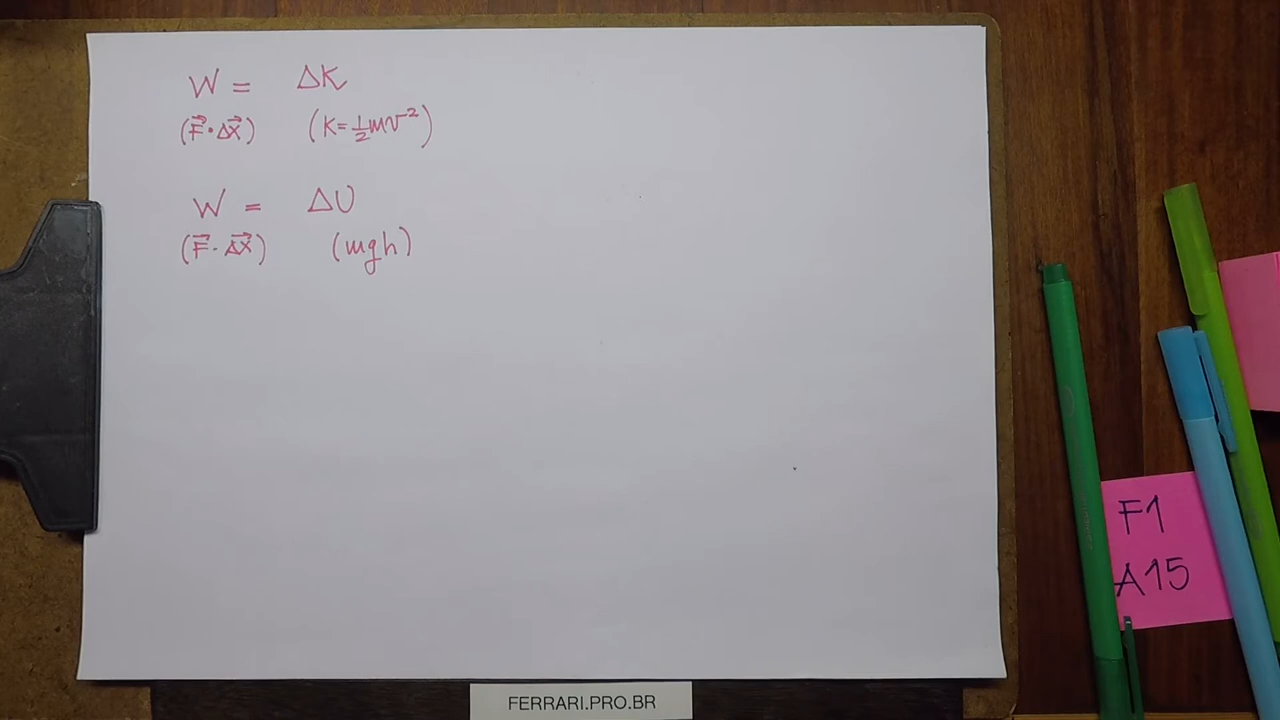 W = ΔK
(F⃗·Δx⃗) (K=½mv²)
W = ΔU
(F⃗·Δx⃗) (mgh)
F1
A15
FERRARI.PRO.BR